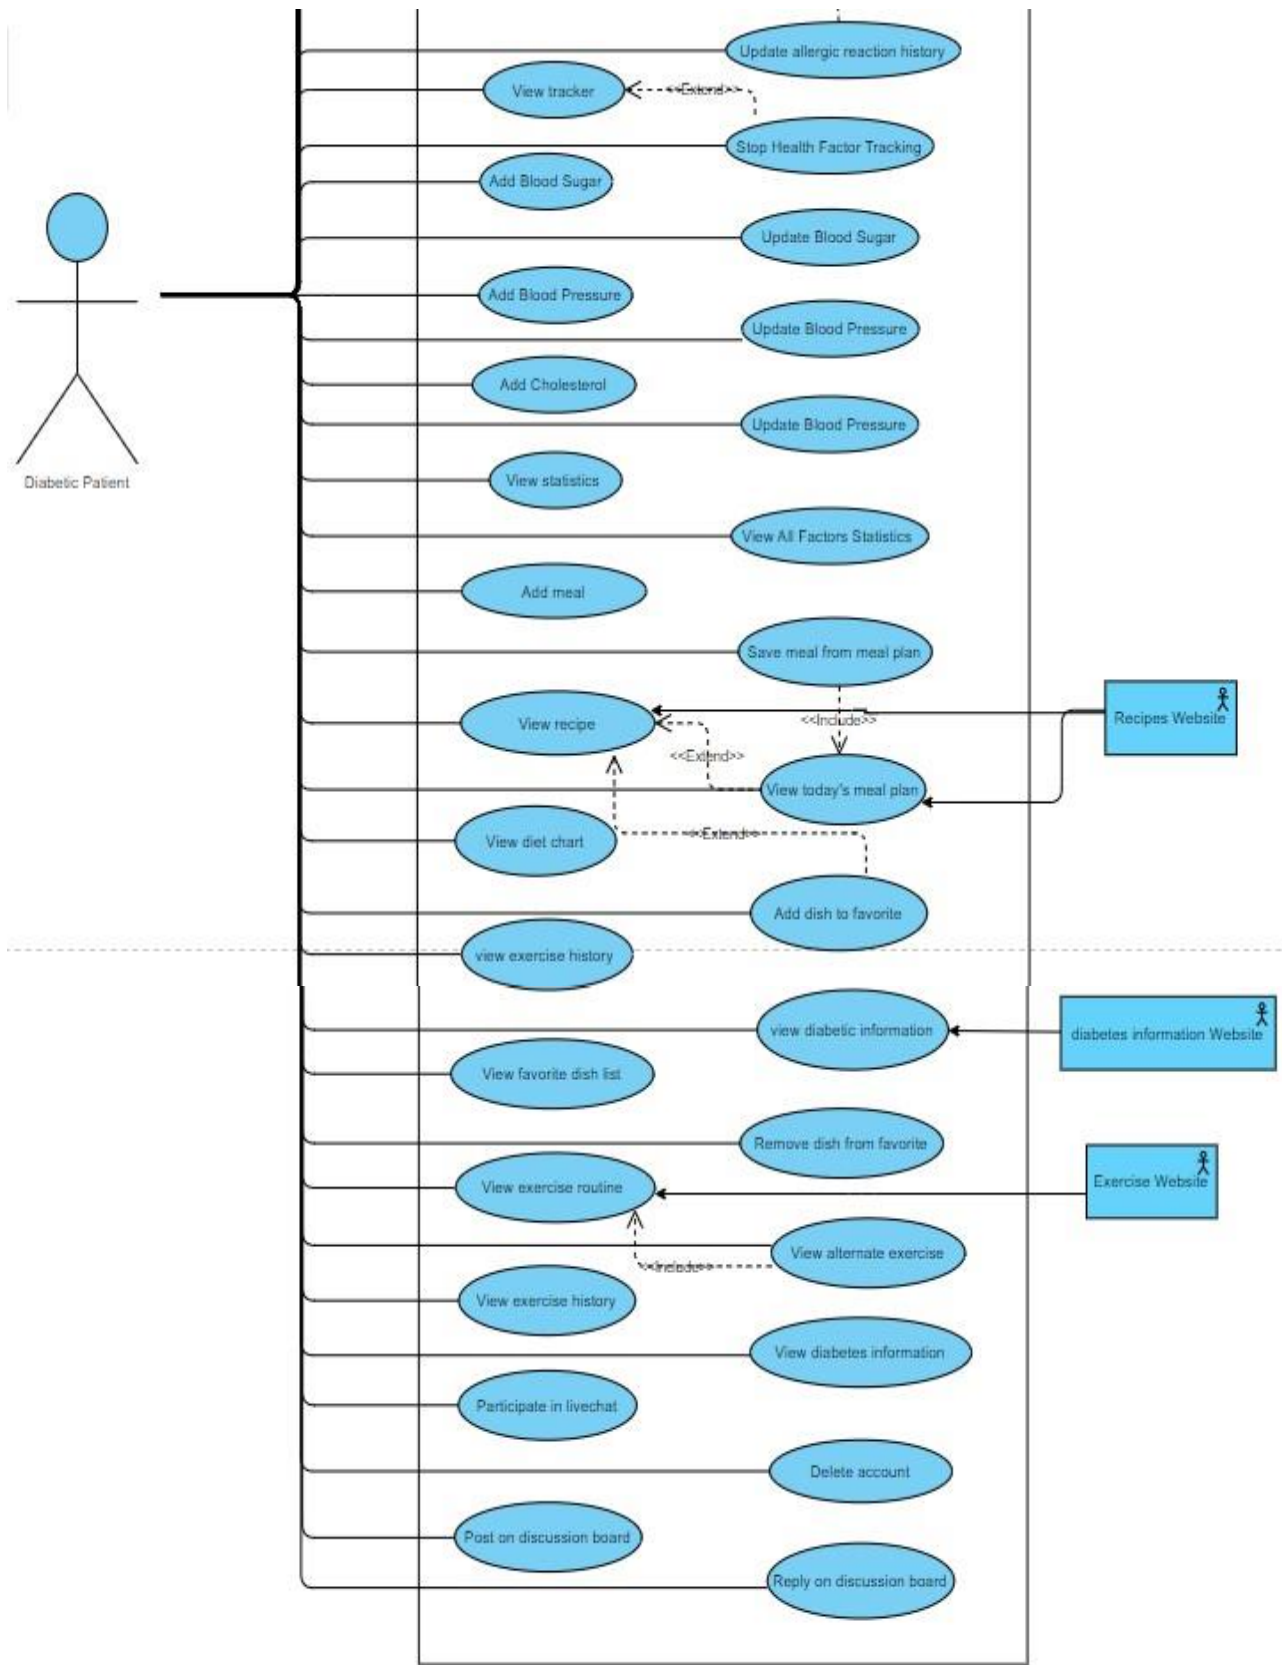 Update allergic reaction history
View tracker
<<Extend>>
Stop Health Factor Tracking
Add Blood Sugar
Update Blood Sugar
Add Blood Pressure
Update Blood Pressure
Add Cholesterol
Update Blood Pressure
Diabetic Patient
View statistics
View All Factors Statistics
Add meal
Save meal from meal plan
View recipe
<<Include>>
Recipes Website
<<Extend>>
View today's meal plan
View diet chart
<<Extend>>
Add dish to favorite
view exercise history
view diabetic information
diabetes information Website
View favorite dish list
Remove dish from favorite
View exercise routine
Exercise Website
View alternate exercise
<<Include>>
View exercise history
View diabetes information
Participate in livechat
Delete account
Post on discussion board
Reply on discussion board